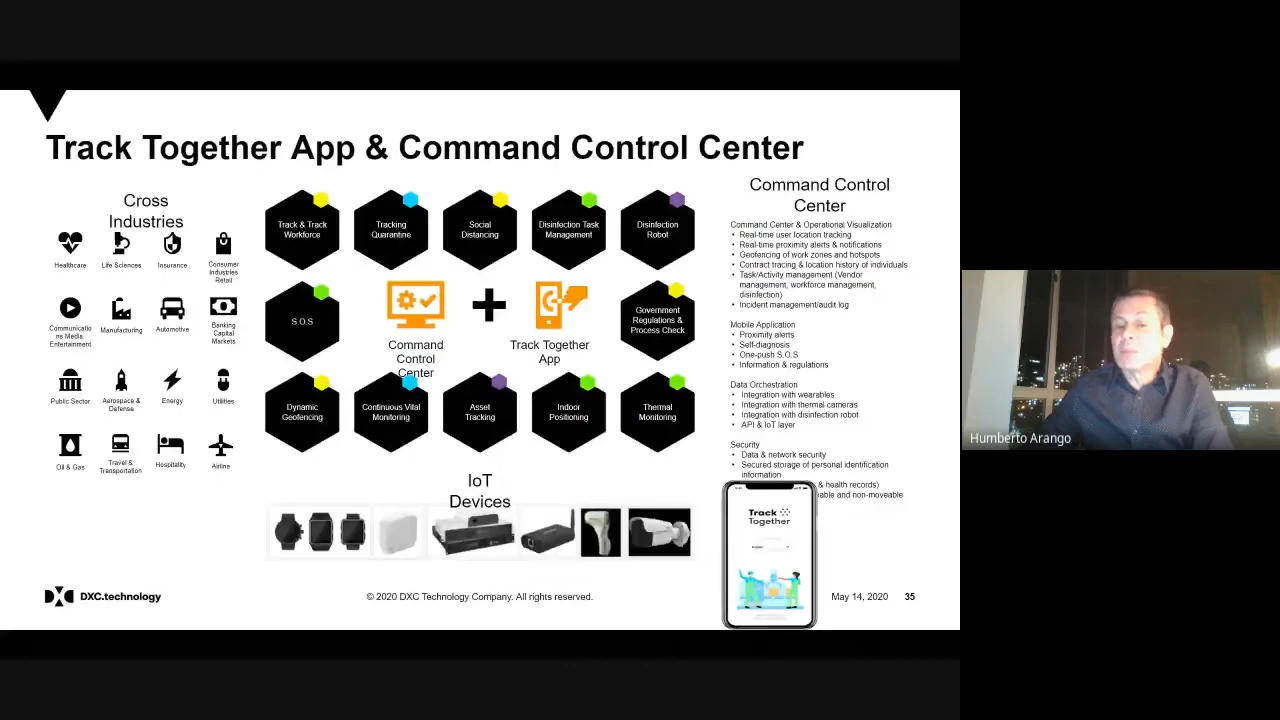 Track Together App & Command Control Center
Cross
Industries
Healthcare
Life Sciences
Insurance
Consumer
Industries
Retail
Communicatio
ns Media
Entertainment
Manufacturing
Automotive
Banking
Capital
Markets
Public Sector
Aerospace &
Defense
Energy
Utilities
Oil & Gas
Travel &
Transportation
Hospitality
Airline
Track & Track
Workforce
Tracking
Quarantine
Social
Distancing
Disinfection Task
Management
Disinfection
Robot
S.O.S
Command
Control
Center
Track Together
App
Government
Regulations &
Process Check
Dynamic
Geofencing
Continuous Vital
Monitoring
Asset
Tracking
Indoor
Positioning
Thermal
Monitoring
IoT
Devices
Command Control
Center
Command Center & Operational Visualization
• Real-time user location tracking
• Real-time proximity alerts & notifications
• Geofencing of work zones and hotspots
• Contract tracing & location history of individuals
• Task/Activity management (Vendor
management, workforce management,
disinfection)
• Incident management/audit log
Mobile Application
• Proximity alerts
• Self-diagnosis
• One-push S.O.S
• Information & regulations
Data Orchestration
• Integration with wearables
• Integration with thermal cameras
• Integration with disinfection robot
• API & IoT layer
Security
• Data & network security
• Secured storage of personal identification
information
& health records)
and non-moveable
Track
Together
DXC.technology
© 2020 DXC Technology Company. All rights reserved.
May 14, 2020
35
Humberto Arango